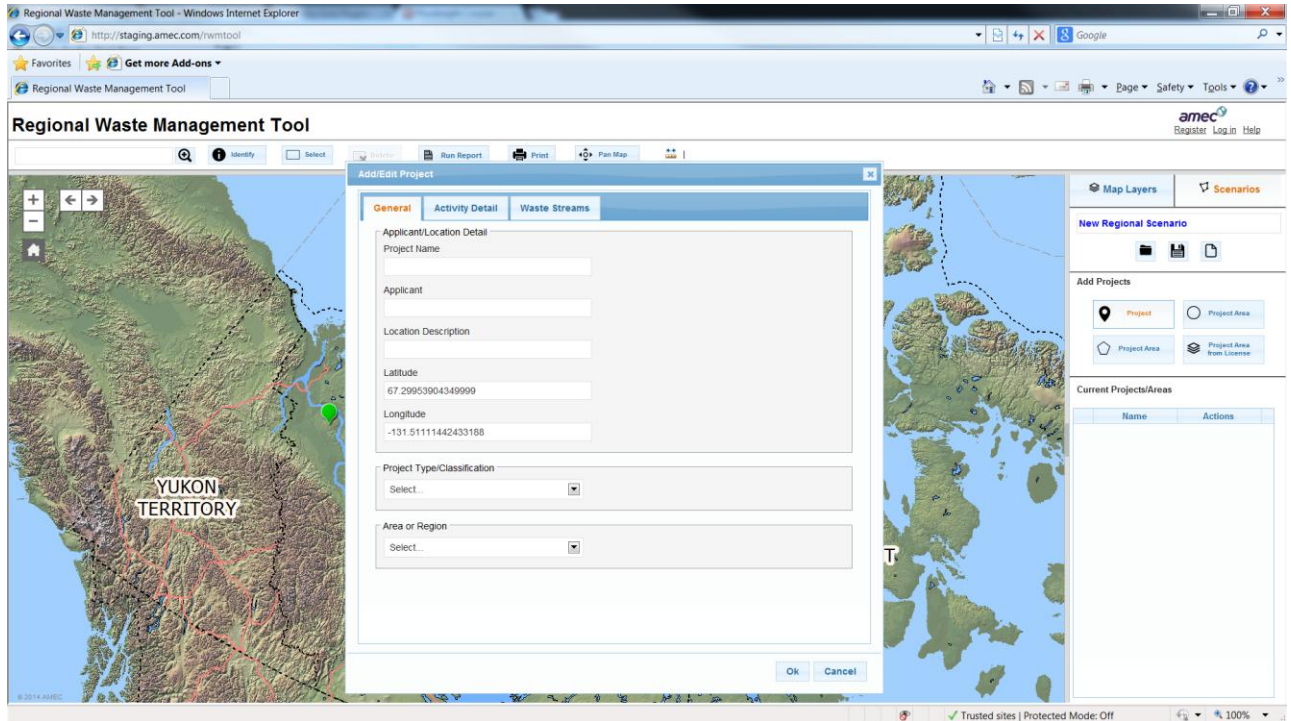 Regional Waste Management Tool - Windows Internet Explorer
http://staging.amec.com/rwmtool
Google
Favorites Get more Add-ons
Regional Waste Management Tool
Page Safety Tools
Regional Waste Management Tool
amec
Register Log in Help
Identify Select Run Report Print Pan Map
Add/Edit Project
General Activity Detail Waste Streams
Applicant/Location Detail
Project Name
Applicant
Location Description
Latitude
67.29953904349999
Longitude
-131.51111442433188
Project Type/Classification
Select...
Area or Region
Select...
Ok Cancel
YUKON
TERRITORY
T
© 2014 AMEC
Map Layers Scenarios
New Regional Scenario
Add Projects
Project Project Area
Project Area Project Area
from License
Current Projects/Areas
Name Actions
Trusted sites | Protected Mode: Off 100%